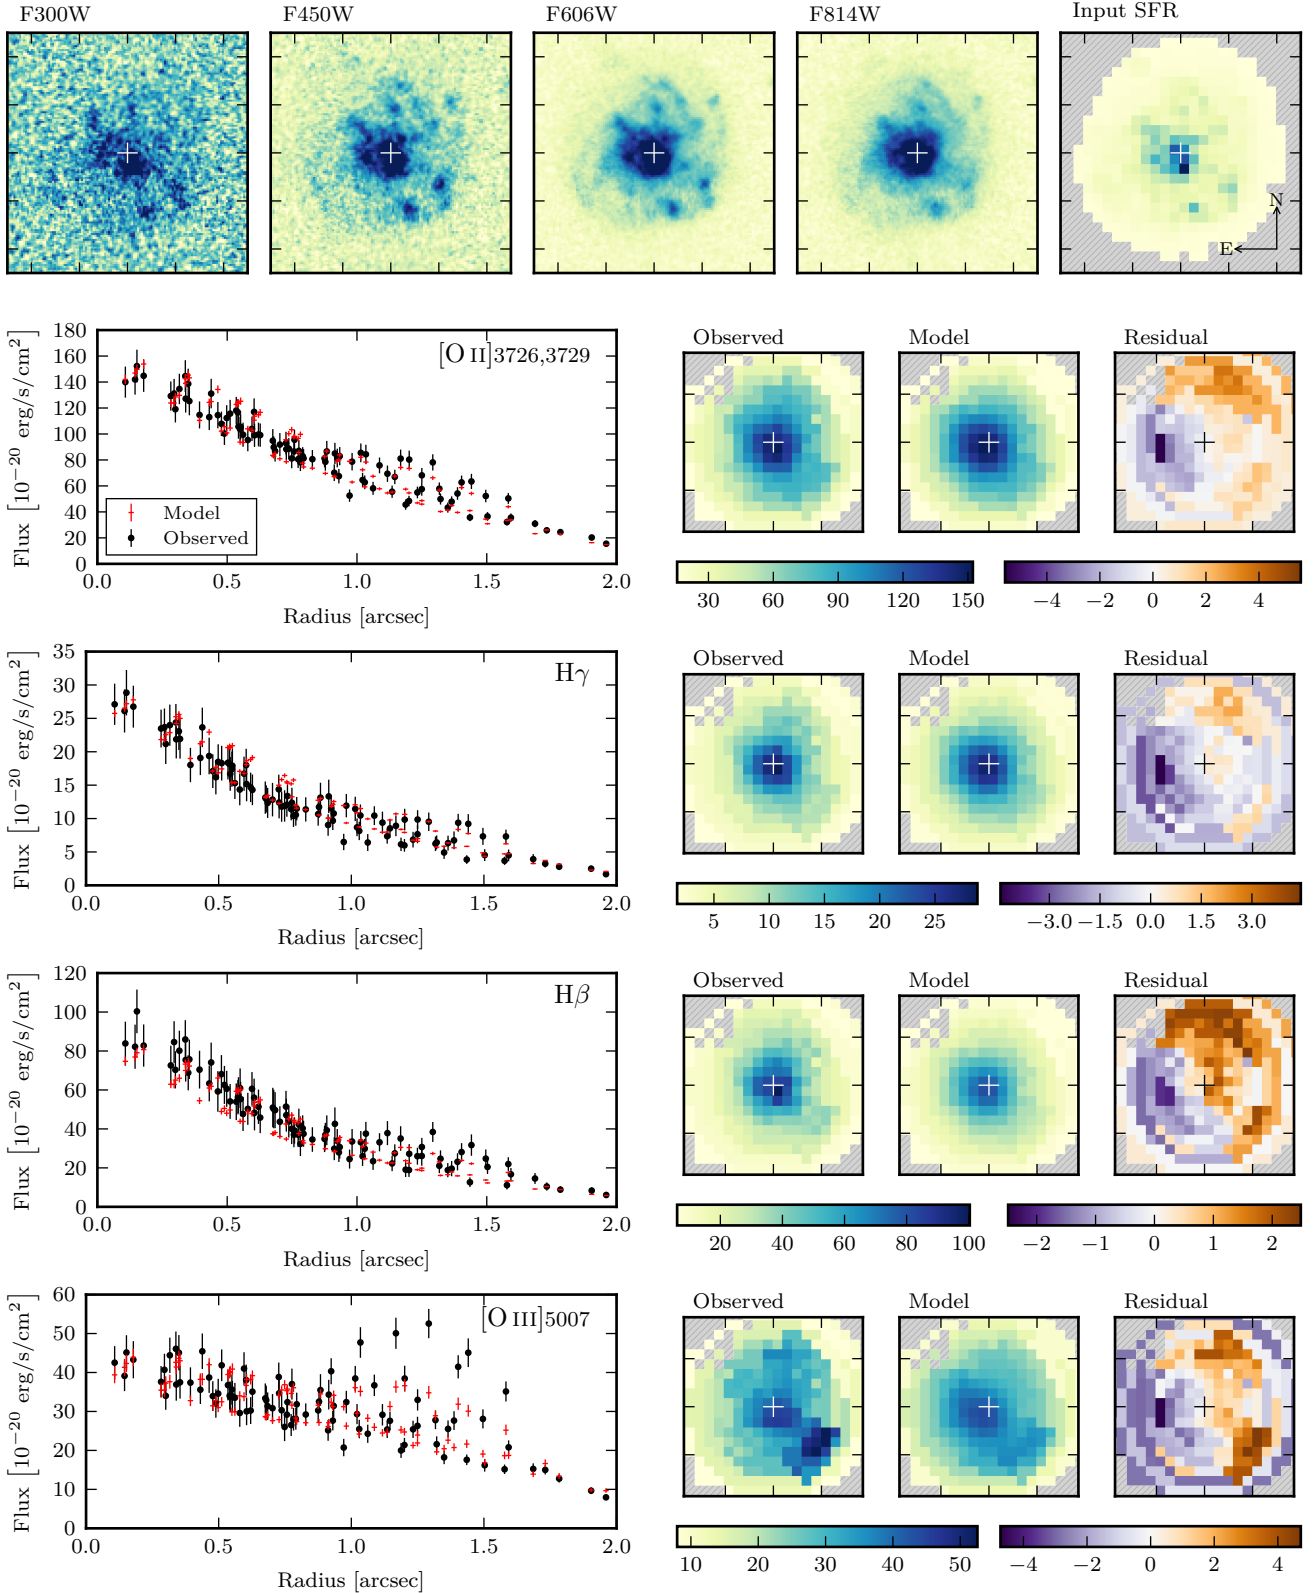 F300W F450W F606W F814W Input SFR
N
E
Flux [10⁻²⁰ erg/s/cm²]
180
160
140
120
100
80
60
40
20
0
[O II]3726,3729
Model
Observed
0.0 0.5 1.0 1.5 2.0
Radius [arcsec]
Observed Model Residual
30 60 90 120 150
−4 −2 0 2 4
Flux [10⁻²⁰ erg/s/cm²]
35
30
25
20
15
10
5
0
Hγ
0.0 0.5 1.0 1.5 2.0
Radius [arcsec]
Observed Model Residual
5 10 15 20 25
−3.0 −1.5 0.0 1.5 3.0
Flux [10⁻²⁰ erg/s/cm²]
120
100
80
60
40
20
0
Hβ
0.0 0.5 1.0 1.5 2.0
Radius [arcsec]
Observed Model Residual
20 40 60 80 100
−2 −1 0 1 2
Flux [10⁻²⁰ erg/s/cm²]
60
50
40
30
20
10
0
[O III]5007
0.0 0.5 1.0 1.5 2.0
Radius [arcsec]
Observed Model Residual
10 20 30 40 50
−4 −2 0 2 4